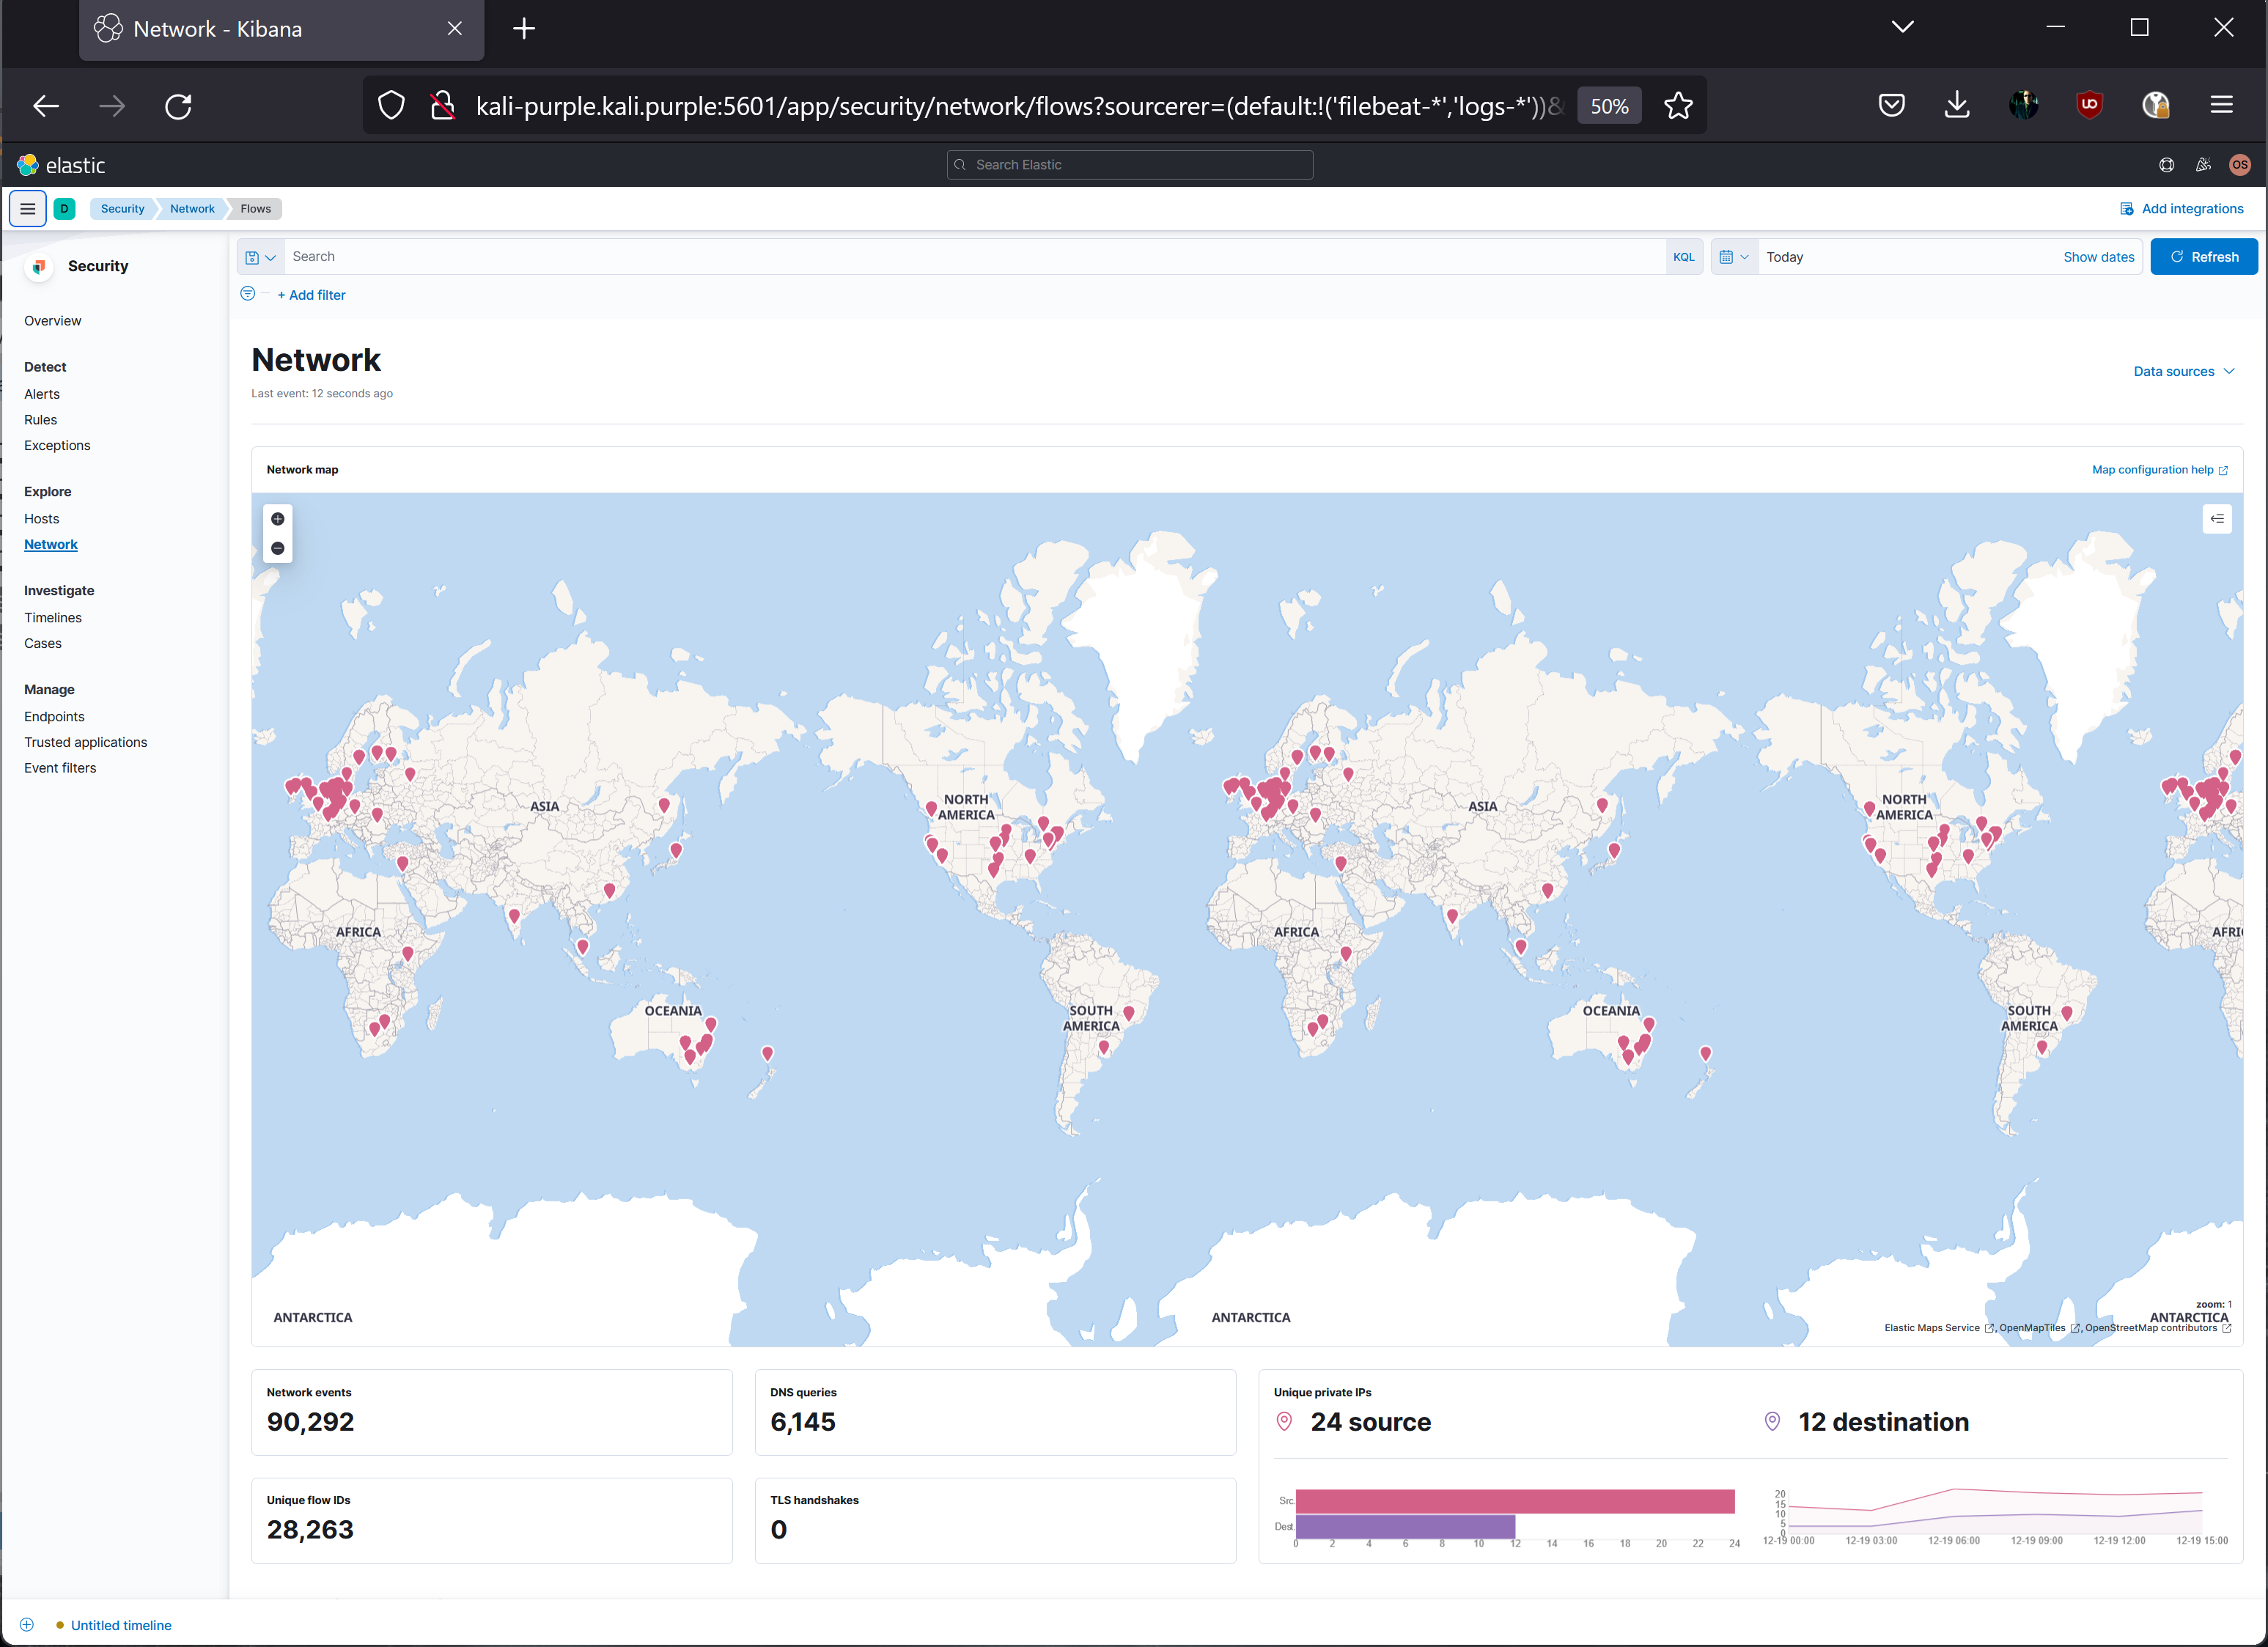 Network - Kibana
kali-purple.kali.purple:5601/app/security/network/flows?sourcerer=(default:!('filebeat-*','logs-*'))&
50%
elastic
Search Elastic
OS
D
Security
Network
Flows
Add integrations
Security
Search
KQL
Today
Show dates
Refresh
+ Add filter
Overview
Detect
Alerts
Rules
Exceptions
Explore
Hosts
Network
Investigate
Timelines
Cases
Manage
Endpoints
Trusted applications
Event filters
Network
Last event: 12 seconds ago
Data sources
Network map
Map configuration help
NORTH
AMERICA
ASIA
ASIA
NORTH
AMERICA
AFRICA
AFRICA
AFRI
OCEANIA
SOUTH
AMERICA
OCEANIA
SOUTH
AMERICA
ANTARCTICA
ANTARCTICA
zoom: 1
ANTARCTICA
Elastic Maps Service , OpenMapTiles , OpenStreetMap contributors
Network events
90,292
DNS queries
6,145
Unique private IPs
24 source
12 destination
Unique flow IDs
28,263
TLS handshakes
0
Src.
Dest.
0 2 4 6 8 10 12 14 16 18 20 22 24
20
15
10
5
0
12-19 00:00 12-19 03:00 12-19 06:00 12-19 09:00 12-19 12:00 12-19 15:00
Untitled timeline